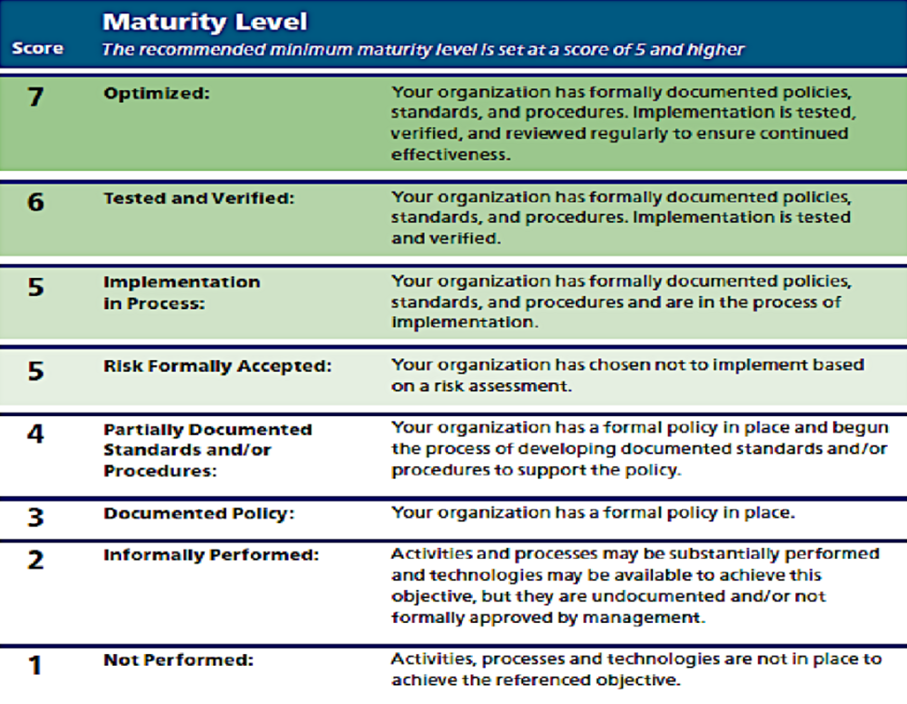 Maturity Level
Score The recommended minimum maturity level is set at a score of 5 and higher
7 Optimized: Your organization has formally documented policies,
standards, and procedures. Implementation is tested,
verified, and reviewed regularly to ensure continued
effectiveness.
6 Tested and Verified: Your organization has formally documented policies,
standards, and procedures. Implementation is tested
and verified.
5 Implementation Your organization has formally documented policies,
in Process: standards, and procedures and are in the process of
implementation.
5 Risk Formally Accepted: Your organization has chosen not to implement based
on a risk assessment.
4 Partially Documented Your organization has a formal policy in place and begun
Standards and/or the process of developing documented standards and/or
Procedures: procedures to support the policy.
3 Documented Policy: Your organization has a formal policy in place.
2 Informally Performed: Activities and processes may be substantially performed
and technologies may be available to achieve this
objective, but they are undocumented and/or not
formally approved by management.
1 Not Performed: Activities, processes and technologies are not in place to
achieve the referenced objective.